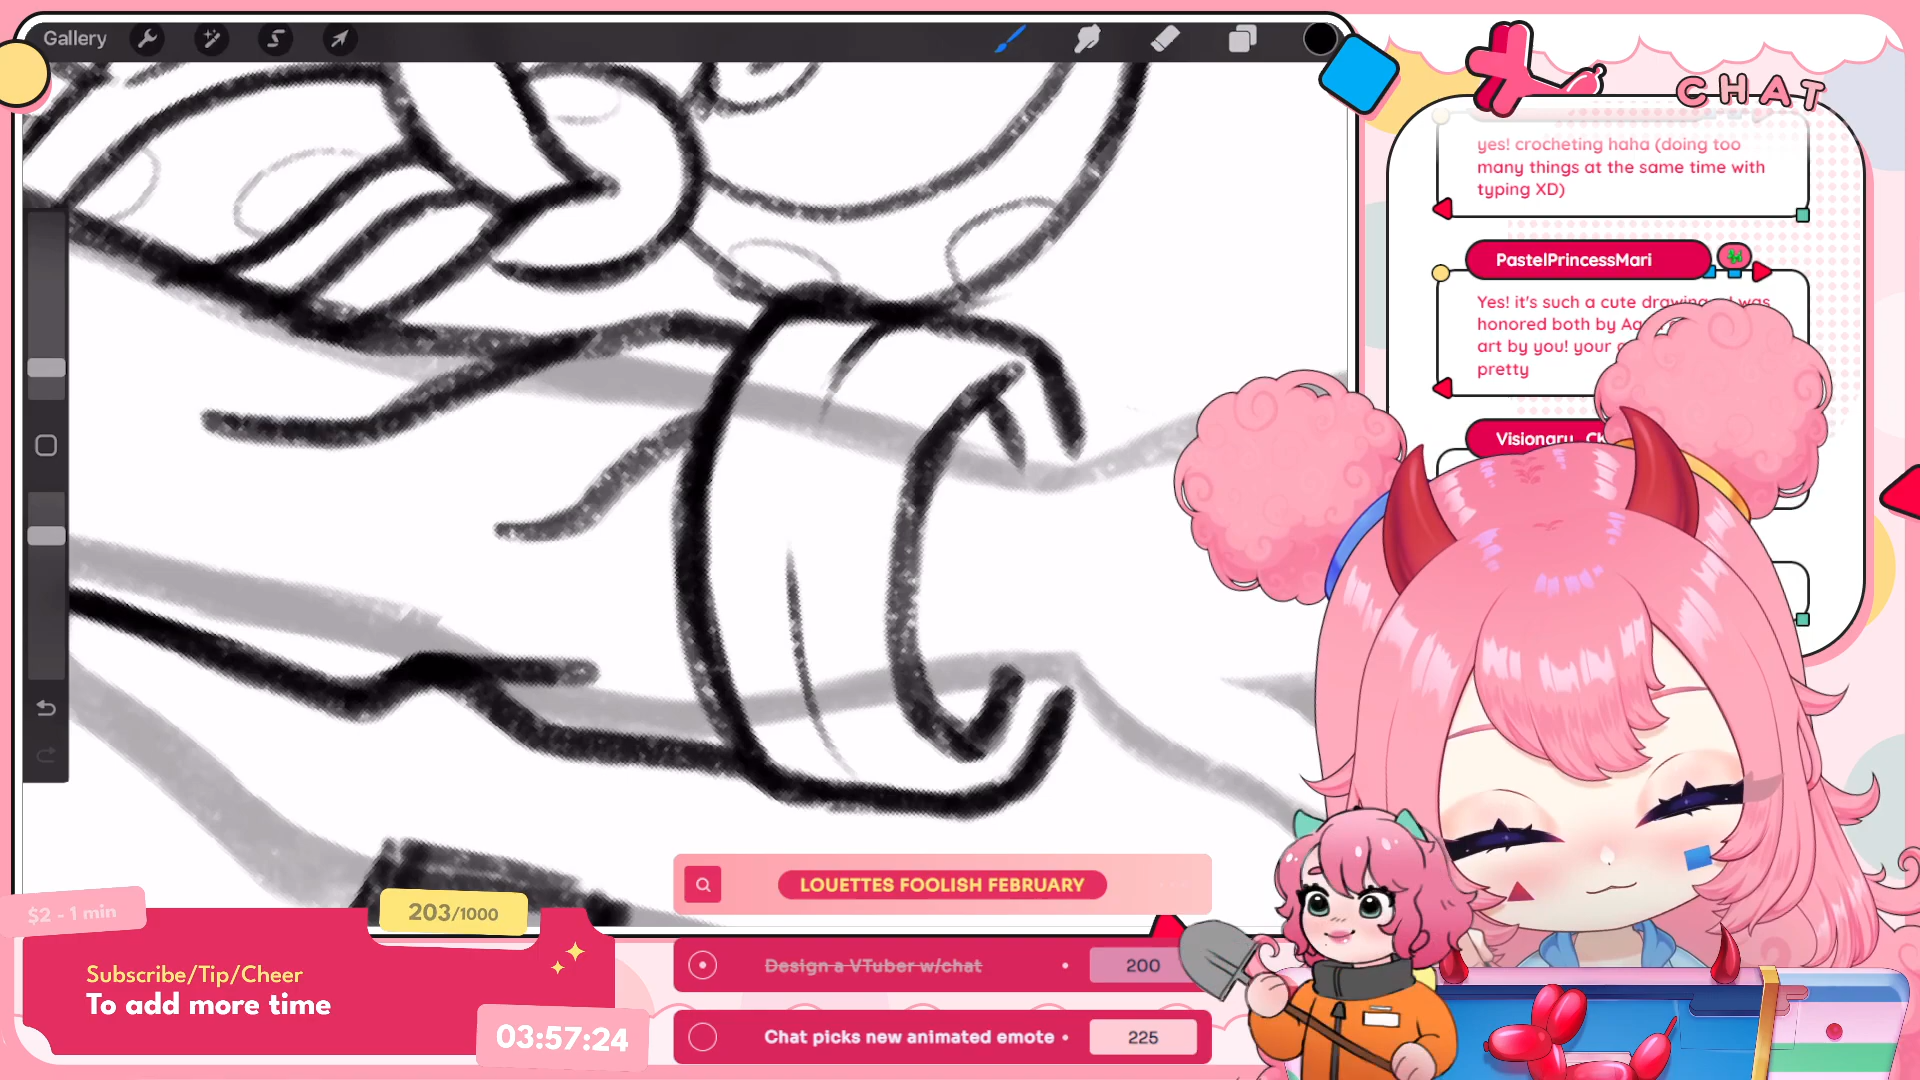 Gallery
CHAT
yes! crocheting haha (doing too
many things at the same time with
typing XD)
PastelPrincessMari
Yes! it's such a cute drawing
honored both by
art by you! your
pretty
LOUETTES FOOLISH FEBRUARY
Design a VTuber w/chat • 200
Chat picks new animated emote • 225
$2 - 1 min
203/1000
Subscribe/Tip/Cheer
To add more time
03:57:24